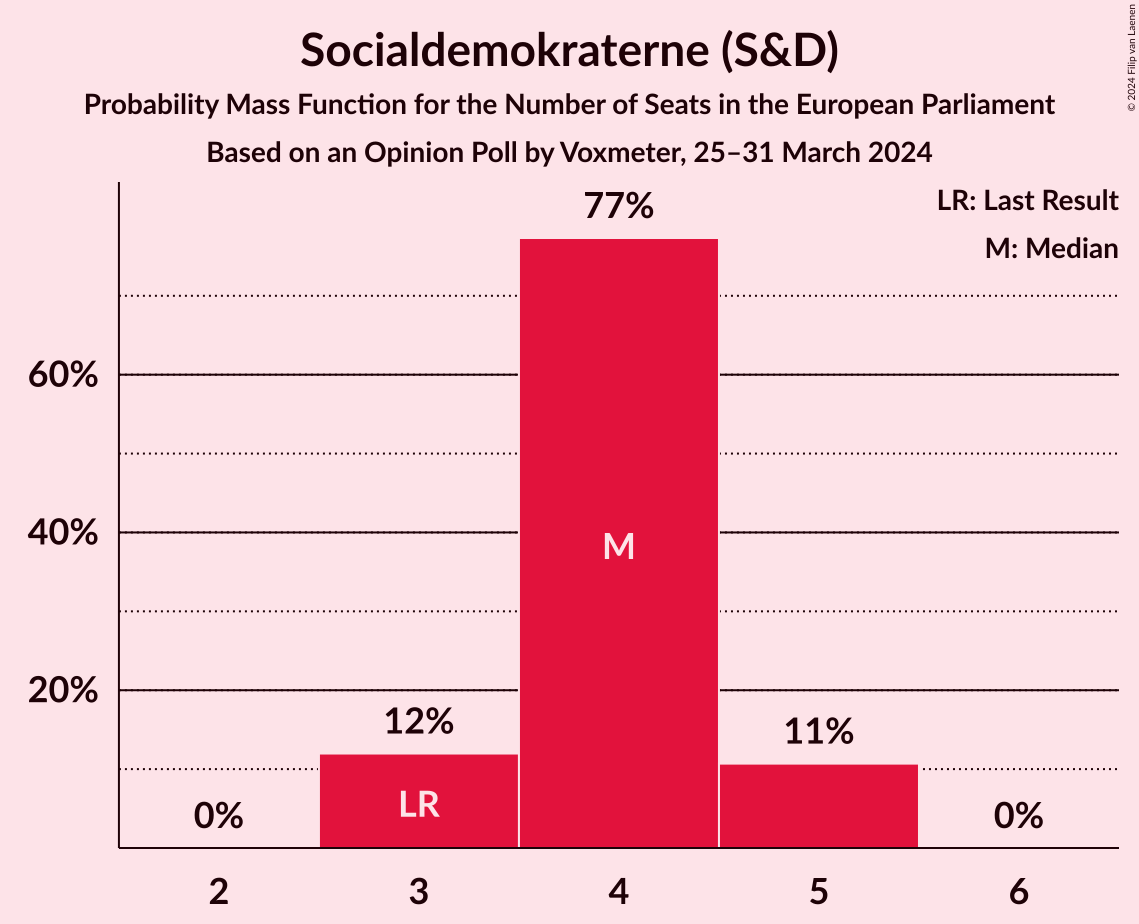 Socialdemokraterne (S&D)
Probability Mass Function for the Number of Seats in the European Parliament
Based on an Opinion Poll by Voxmeter, 25–31 March 2024
© 2024 Filip van Laenen
LR: Last Result
M: Median
77%
60%
40%
M
20%
12%
11%
LR
0%
0%
2
3
4
5
6